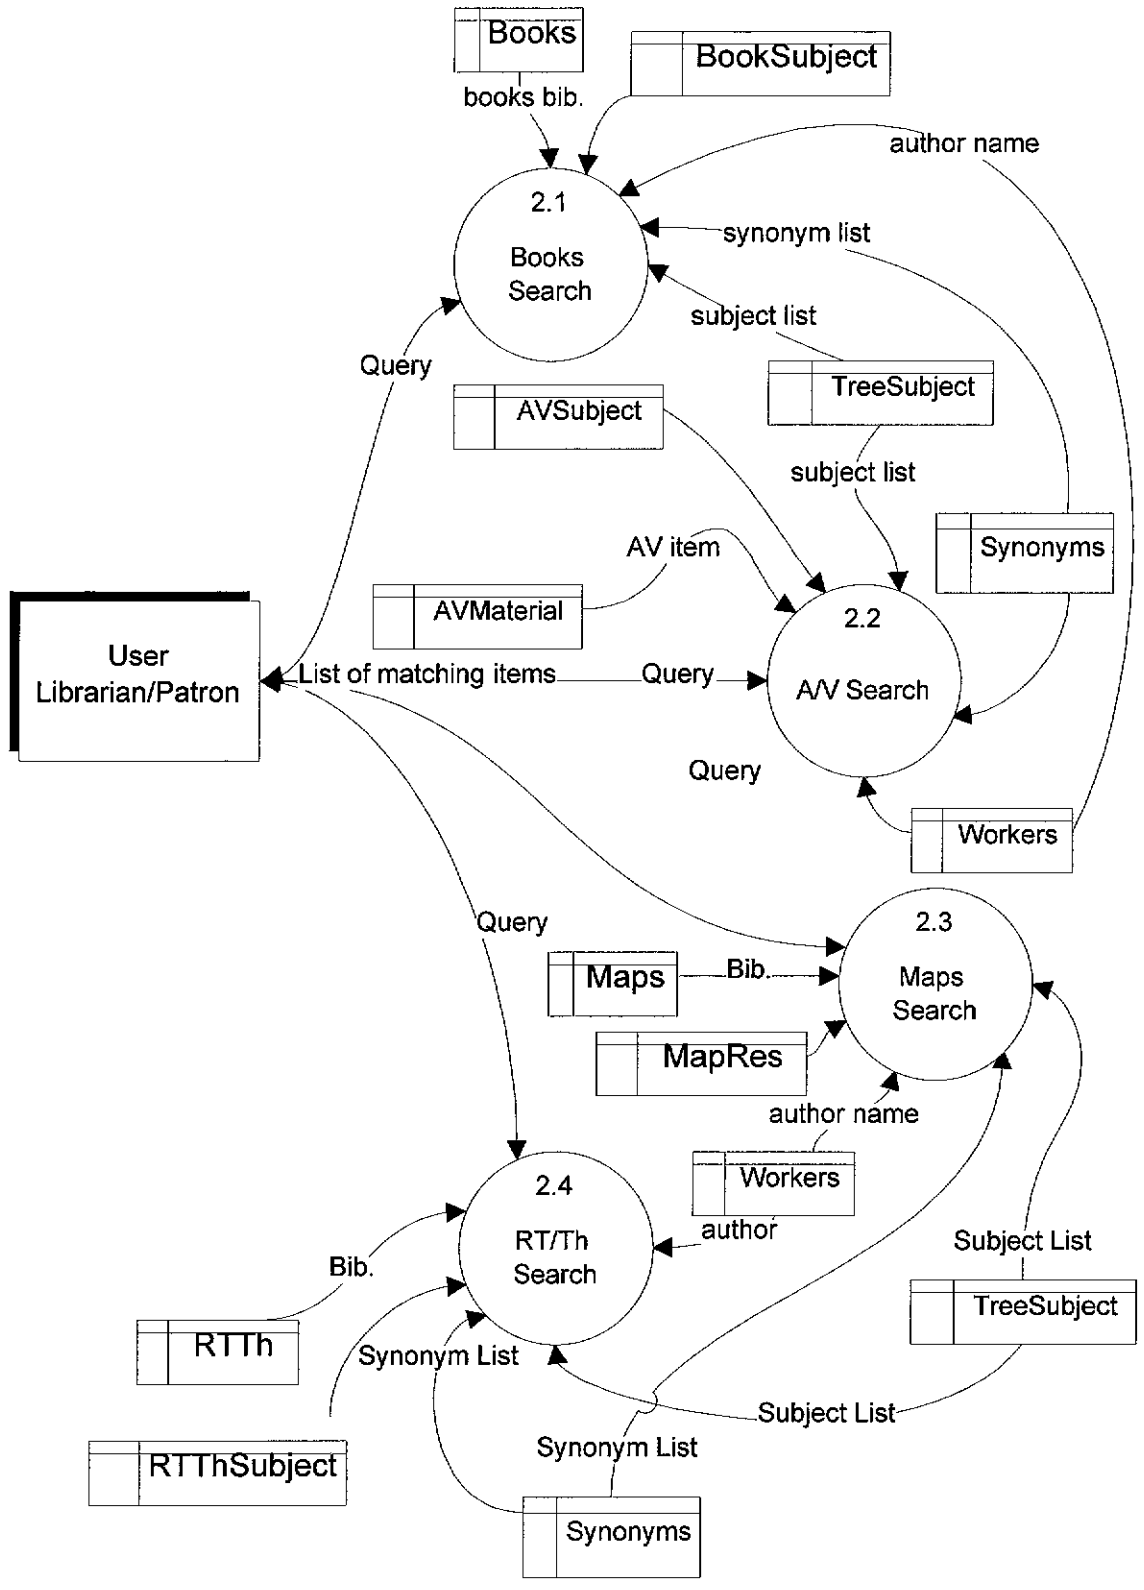 Books
BookSubject
books bib.
author name
2.1
synonym list
Books
Search
subject list
Query
TreeSubject
AVSubject
subject list
AV item
Synonyms
AVMaterial
2.2
User
Librarian/Patron
List of matching items
Query
A/V Search
Query
Workers
2.3
Query
Maps
Bib.
Maps
Search
MapRes
author name
Workers
2.4
author
RT/Th
Search
Subject List
Bib.
TreeSubject
RTTh
Synonym List
Subject List
Synonym List
RTThSubject
Synonyms